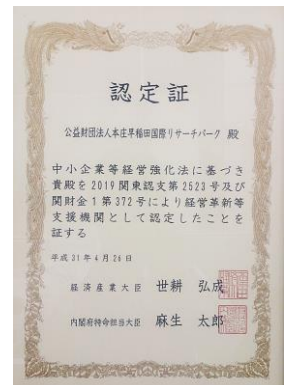 認定証
公益財団法人本庄早稲田国際リサーチパーク 殿
中小企業等経営強化法に基づき
貴殿を2019関東認支第2523号及び
関財金1第372号により経営革新等
支援機関として認定したことを
証する
平成31年4月26日
経済産業大臣 世耕 弘成
内閣府特命担当大臣 麻生 太郎